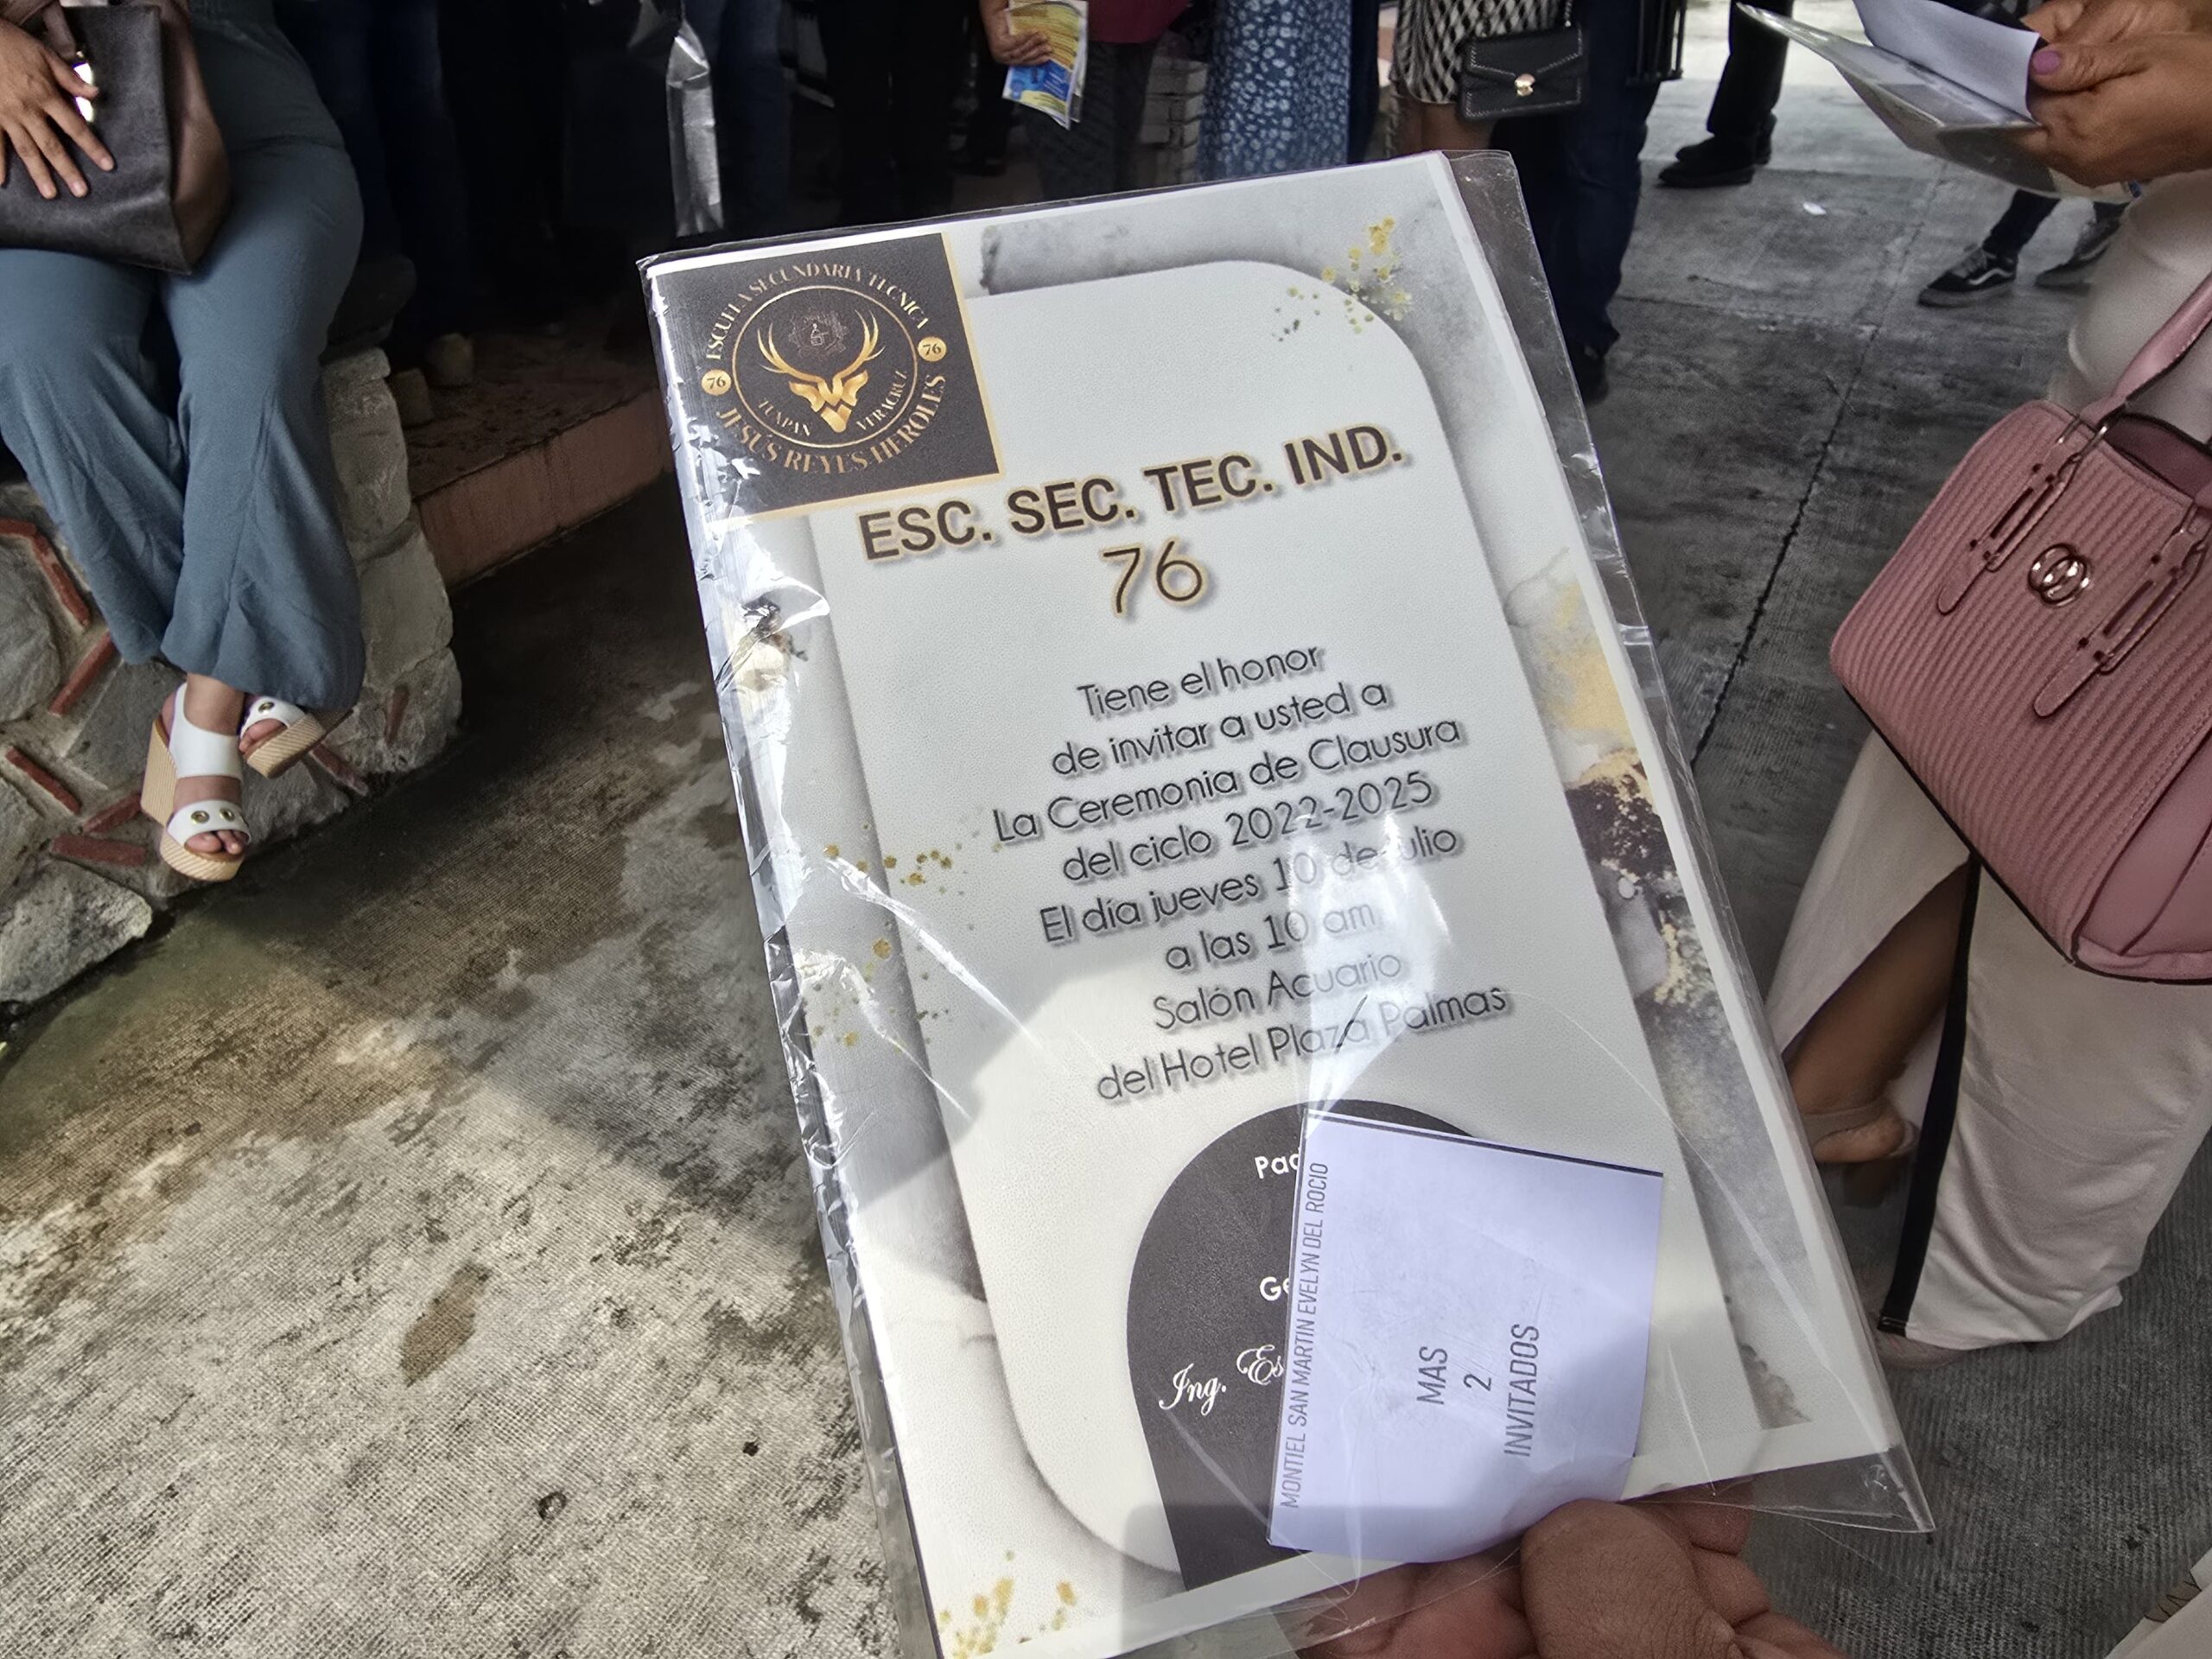 ESCUELA SECUNDARIA TECNICA
76
76
TUXPAN VERACRUZ
JESÚS REYES HEROLES
ESC. SEC. TEC. IND.
76
Tiene el honor
de invitar a usted a
La Ceremonia de Clausura
del ciclo 2022-2025
El día jueves 10 de julio
a las 10 am
Salón Acuario
del Hotel Plaza Palmas
Ing.
MONTIEL SAN MARTIN EVELYN DEL ROCIO
MAS
2
INVITADOS